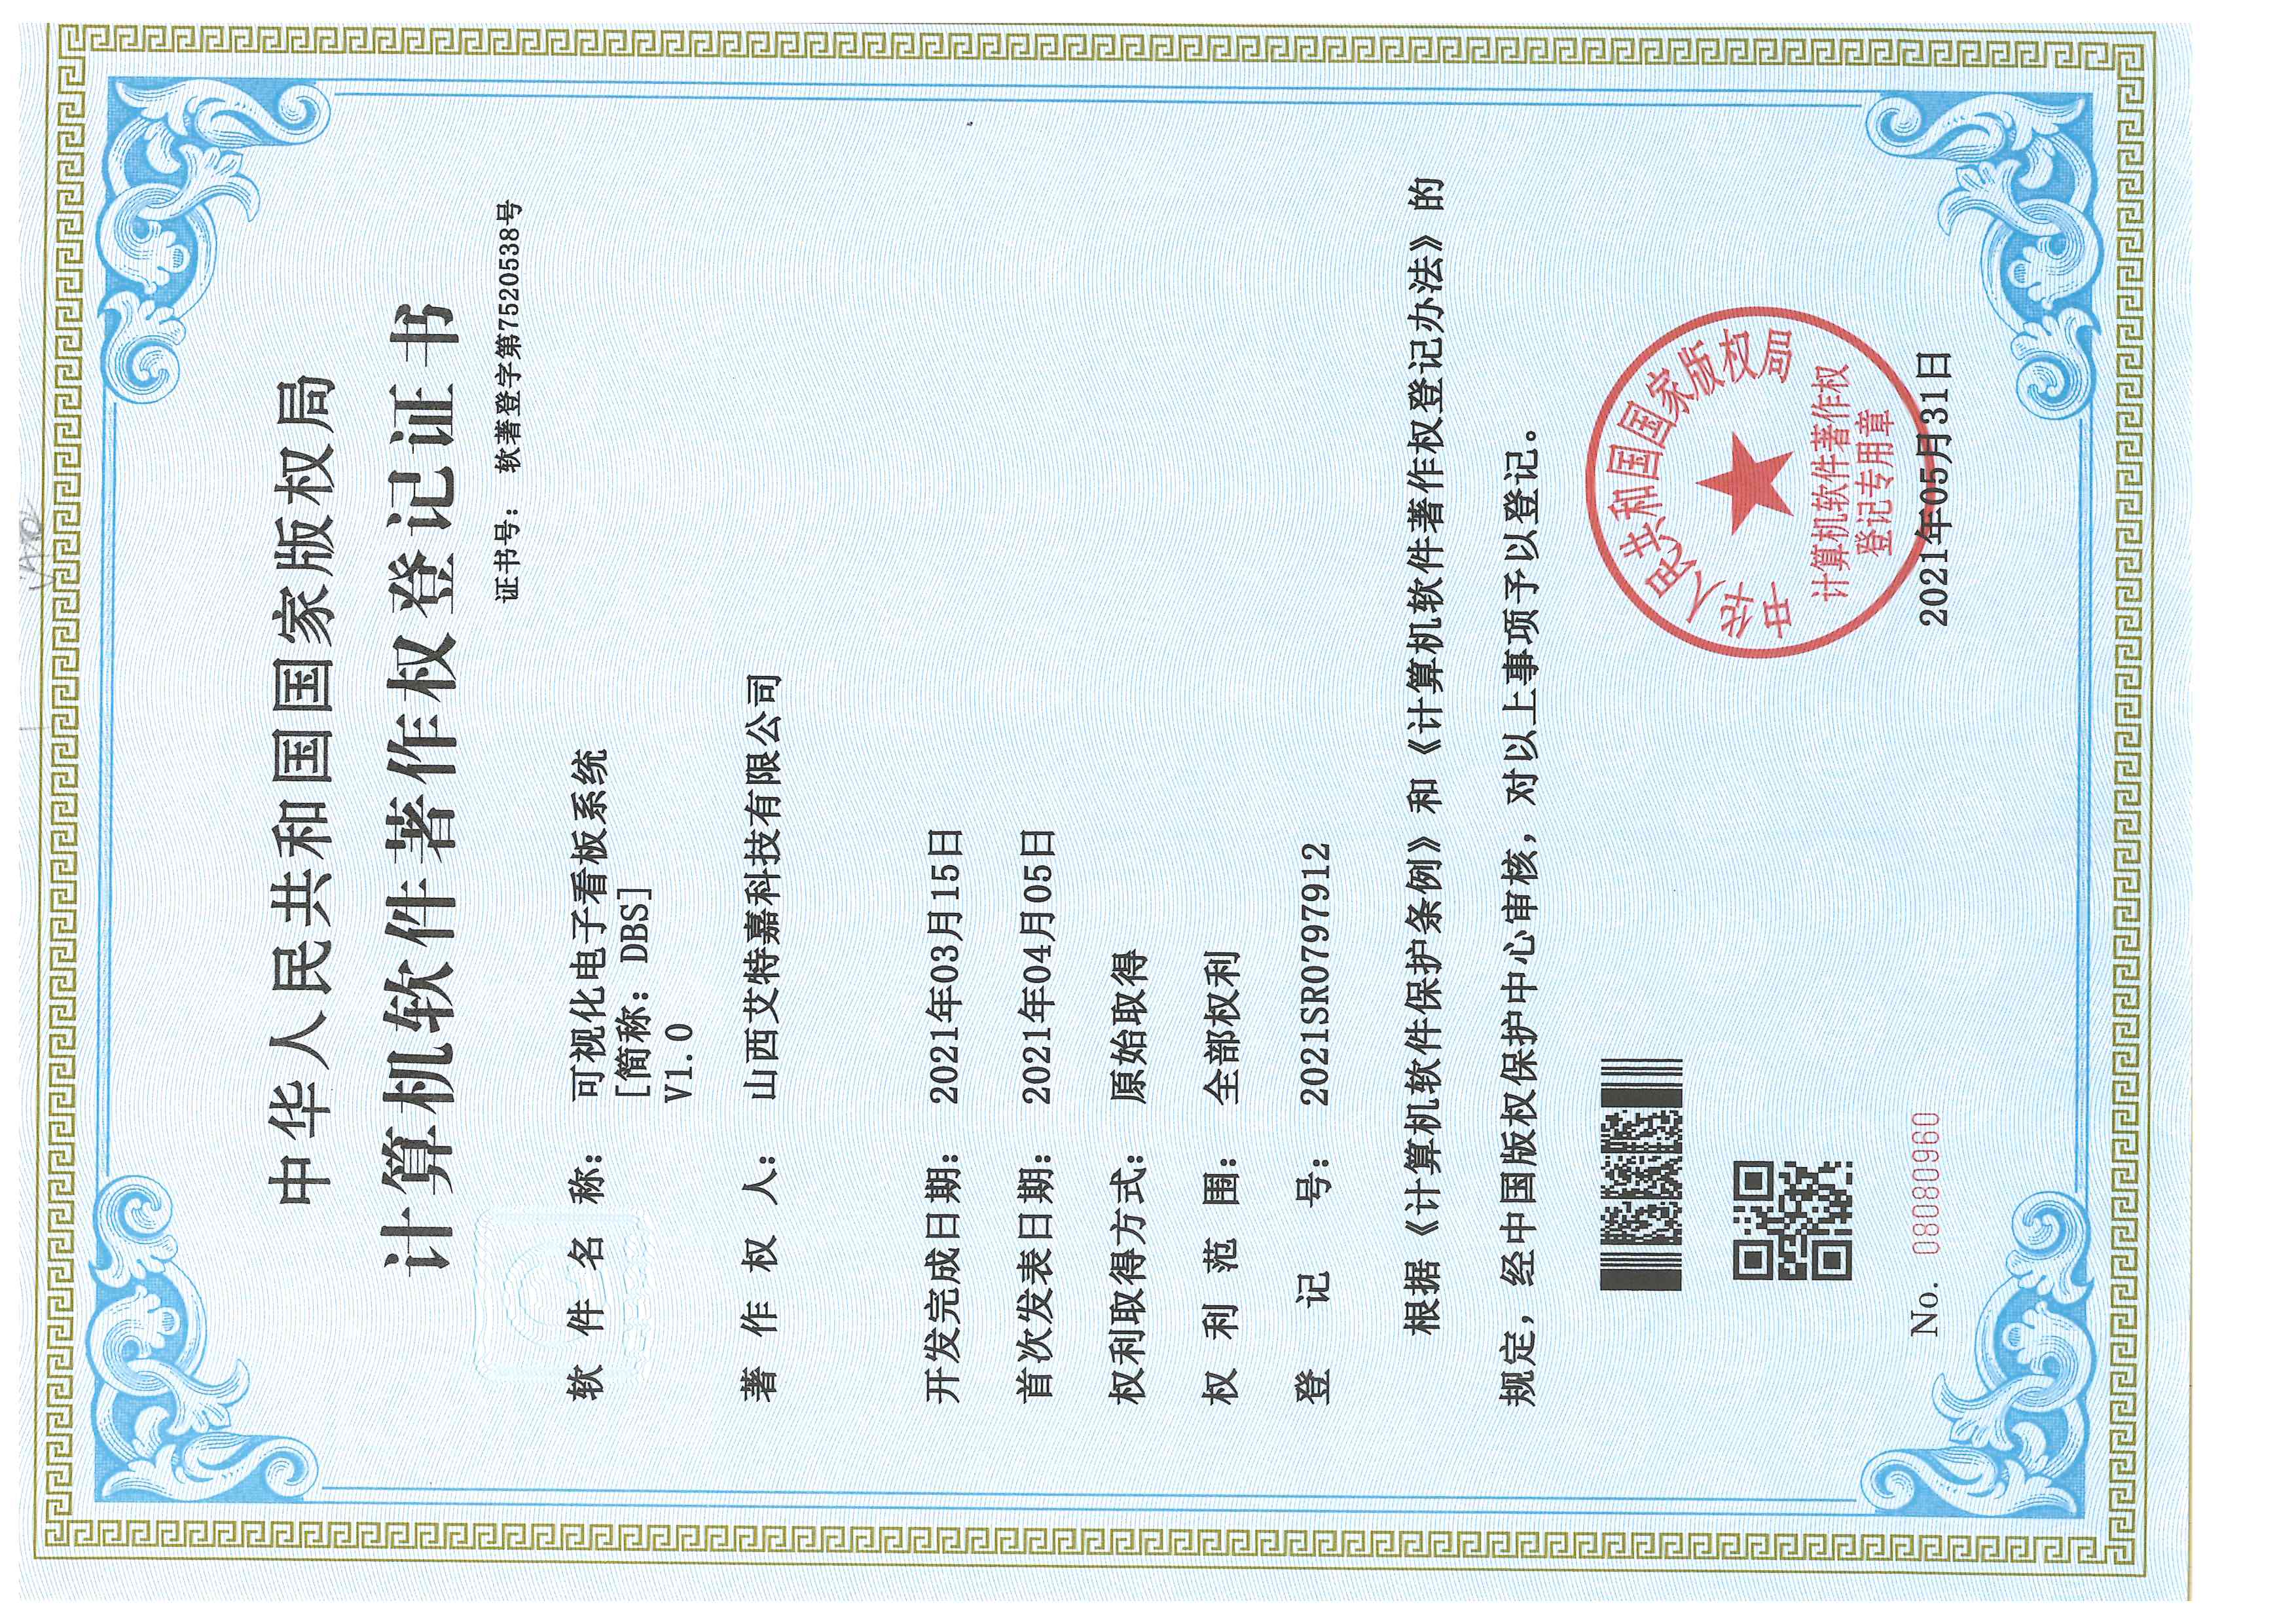 中华人民共和国国家版权局
计算机软件著作权登记证书
证书号: 软著登字第7520538号
软件名称: 可视化电子看板系统
[简称: DBS]
V1.0
著作权人: 山西艾特嘉科技有限公司
开发完成日期: 2021年03月15日
首次发表日期: 2021年04月05日
权利取得方式: 原始取得
权利范围: 全部权利
登记号: 2021SR0797912
根据《计算机软件保护条例》和《计算机软件著作权登记办法》的
规定，经中国版权保护中心审核，对以上事项予以登记。
中华人民共和国国家版权局
计算机软件著作权
登记专用章
No. 08080960
2021年05月31日